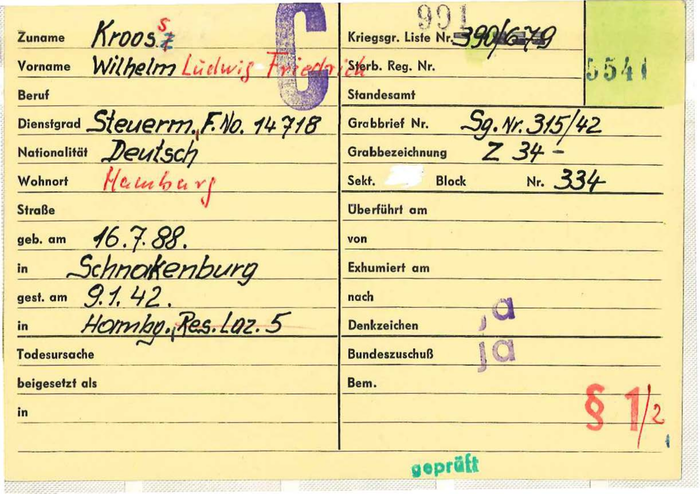 Zuname Krooss
Vorname Wilhelm Ludwig Friedrich
Beruf
Dienstgrad Steuerm., F. No. 14718
Nationalität Deutsch
Wohnort Hamburg
Straße
geb. am 16.7.88.
in Schnakenburg
gest. am 9.1.42.
in Hambg., Res. Laz. 5
Todesursache
beigesetzt als
in
C
991
Kriegsgr. Liste Nr. 390/679
Sterb. Reg. Nr. 5541
Standesamt
Grabbrief Nr. Sg. Nr. 315/42
Grabbezeichnung Z 34 -
Sekt. Block Nr. 334
Überführt am
von
Exhumiert am
nach
Denkzeichen ja
Bundeszuschuß ja
Bem.
§ 1/2
geprüft